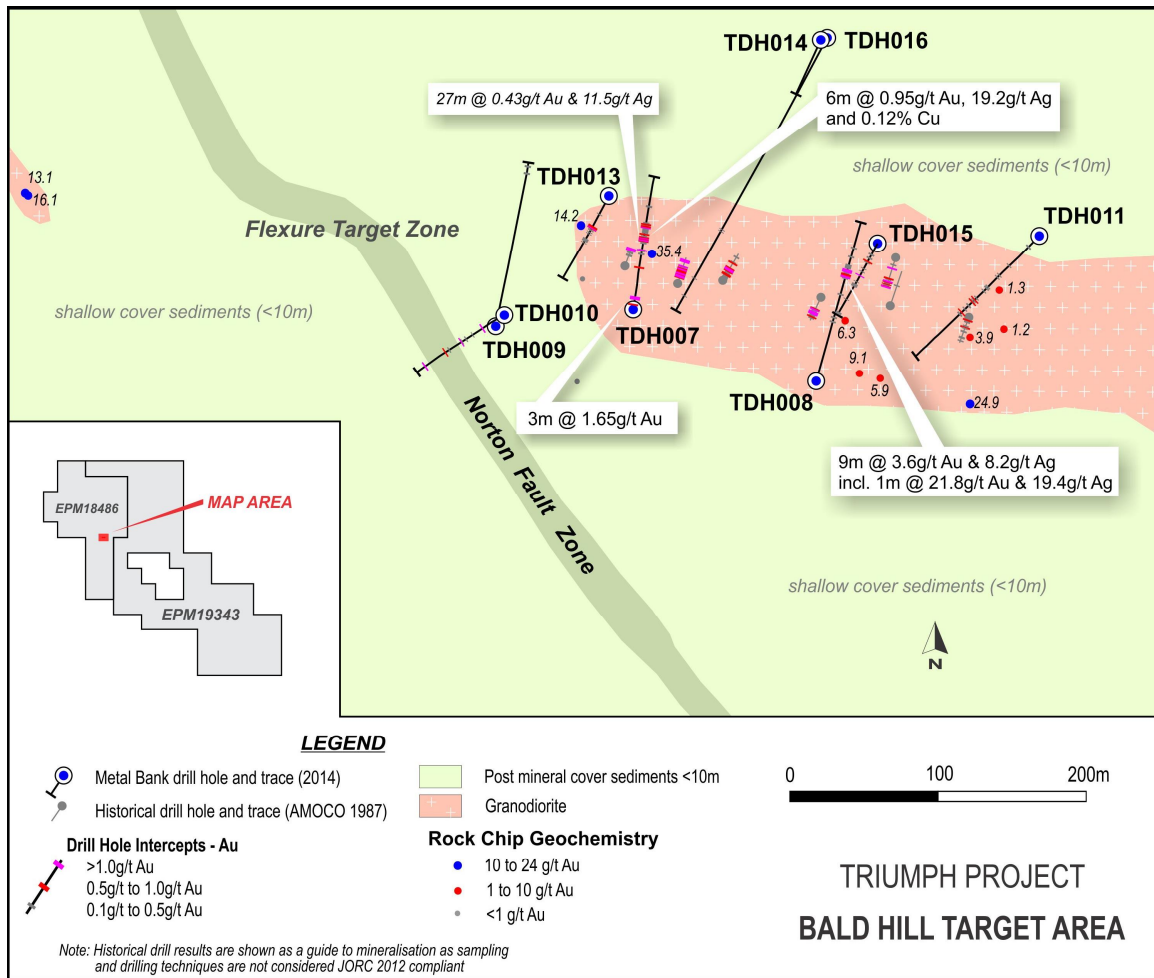 TDH014
TDH016
27m @ 0.43g/t Au & 11.5g/t Ag
6m @ 0.95g/t Au, 19.2g/t Ag
and 0.12% Cu
shallow cover sediments (<10m)
13.1
16.1
TDH013
14.2
Flexure Target Zone
35.4
TDH015
TDH011
shallow cover sediments (<10m)
TDH010
TDH009
TDH007
1.3
1.2
3.9
6.3
9.1
5.9
24.9
TDH008
3m @ 1.65g/t Au
Norton Fault Zone
9m @ 3.6g/t Au & 8.2g/t Ag
incl. 1m @ 21.8g/t Au & 19.4g/t Ag
shallow cover sediments (<10m)
N
EPM18486
MAP AREA
EPM19343
LEGEND
Metal Bank drill hole and trace (2014)
Historical drill hole and trace (AMOCO 1987)
Drill Hole Intercepts - Au
>1.0g/t Au
0.5g/t to 1.0g/t Au
0.1g/t to 0.5g/t Au
Post mineral cover sediments <10m
Granodiorite
Rock Chip Geochemistry
10 to 24 g/t Au
1 to 10 g/t Au
<1 g/t Au
Note: Historical drill results are shown as a guide to mineralisation as sampling
and drilling techniques are not considered JORC 2012 compliant
0 100 200m
TRIUMPH PROJECT
BALD HILL TARGET AREA